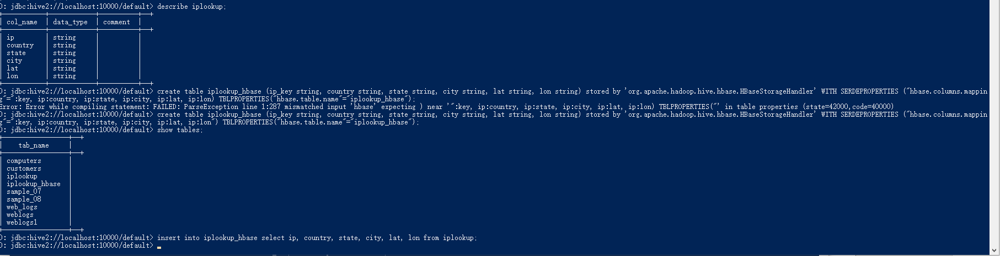 0: jdbc:hive2://localhost:10000/default> describe iplookup;
col_name | data_type | comment
ip | string
country | string
state | string
city | string
lat | string
lon | string
0: jdbc:hive2://localhost:10000/default> create table iplookup_hbase (ip_key string, country string, state string, city string, lat string, lon string) stored by 'org.apache.hadoop.hive.hbase.HBaseStorageHandler' WITH SERDEPROPERTIES ("hbase.columns.mappin
g"=":key, ip:country, ip:state, ip:city, ip:lat, ip:lon) TBLPROPERTIES("hbase.table.name"="iplookup_hbase");
Error: Error while compiling statement: FAILED: ParseException line 1:287 mismatched input 'hbase' expecting ) near '":key, ip:country, ip:state, ip:city, ip:lat, ip:lon) TBLPROPERTIES("' in table properties (state=42000,code=40000)
0: jdbc:hive2://localhost:10000/default> create table iplookup_hbase (ip_key string, country string, state string, city string, lat string, lon string) stored by 'org.apache.hadoop.hive.hbase.HBaseStorageHandler' WITH SERDEPROPERTIES ("hbase.columns.mappin
g"=":key, ip:country, ip:state, ip:city, ip:lat, ip:lon") TBLPROPERTIES("hbase.table.name"="iplookup_hbase");
0: jdbc:hive2://localhost:10000/default> show tables;
tab_name
computers
customers
iplookup
iplookup_hbase
sample_07
sample_08
web_logs
weblogs
weblogs1
0: jdbc:hive2://localhost:10000/default> insert into iplookup_hbase select ip, country, state, city, lat, lon from iplookup;
0: jdbc:hive2://localhost:10000/default>